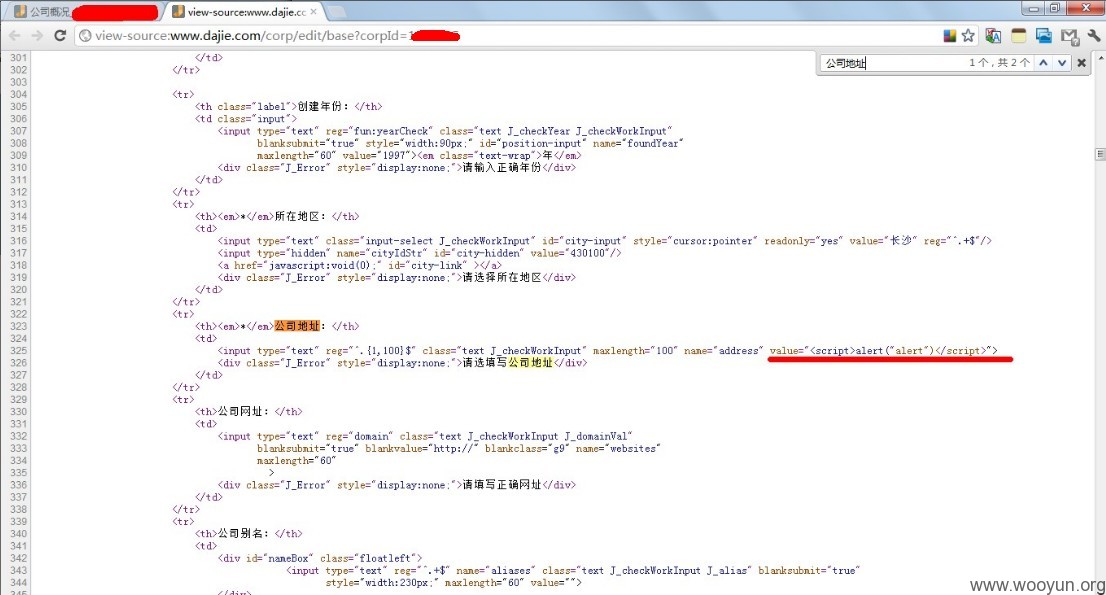 公司概况
view-source:www.dajie.cc
view-source:www.dajie.com/corp/edit/base?corpId=
公司地址 1 个，共 2 个
301 </td>
302 </tr>
303
304 <tr>
305 <th class="label">创建年份：</th>
306 <td class="input">
307 <input type="text" reg="fun:yearCheck" class="text J_checkYear J_checkWorkInput"
308 blanksubmit="true" style="width:90px;" id="position-input" name="foundYear"
309 maxlength="60" value="1997"><em class="text-wrap">年</em>
310 <div class="J_Error" style="display:none;">请输入正确年份</div>
311 </td>
312 </tr>
313 <tr>
314 <th><em>*</em>所在地区：</th>
315 <td>
316 <input type="text" class="input-select J_checkWorkInput" id="city-input" style="cursor:pointer" readonly="yes" value="长沙" reg="^.+$"/>
317 <input type="hidden" name="cityIdStr" id="city-hidden" value="430100"/>
318 <a href="javascript:void(0);" id="city-link" ></a>
319 <div class="J_Error" style="display:none;">请选择所在地区</div>
320 </td>
321 </tr>
322 <tr>
323 <th><em>*</em>公司地址：</th>
324 <td>
325 <input type="text" reg="^.{1,100}$" class="text J_checkWorkInput" maxlength="100" name="address" value="<script>alert("alert")</script>">
326 <div class="J_Error" style="display:none;">请选填写公司地址</div>
327 </td>
328 </tr>
329 <tr>
330 <th>公司网址：</th>
331 <td>
332 <input type="text" reg="domain" class="text J_checkWorkInput J_domainVal"
333 blanksubmit="true" blankvalue="http://" blankclass="g9" name="websites"
334 maxlength="60"
335 >
336 <div class="J_Error" style="display:none;">请填写正确网址</div>
337 </td>
338 </tr>
339 <tr>
340 <th>公司别名：</th>
341 <td>
342 <div id="nameBox" class="floatleft">
343 <input type="text" reg="^.+$" name="aliases" class="text J_checkWorkInput J_alias" blanksubmit="true"
344 style="width:230px;" maxlength="60" value="">
345 </div>
www.wooyun.org